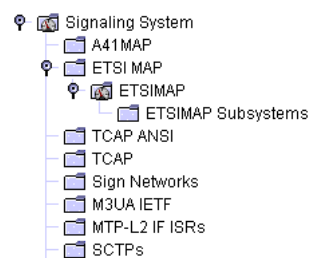 Signaling System
A41MAP
ETSI MAP
ETSIMAP
ETSIMAP Subsystems
TCAP ANSI
TCAP
Sign Networks
M3UA IETF
MTP-L2 IF ISRs
SCTPs